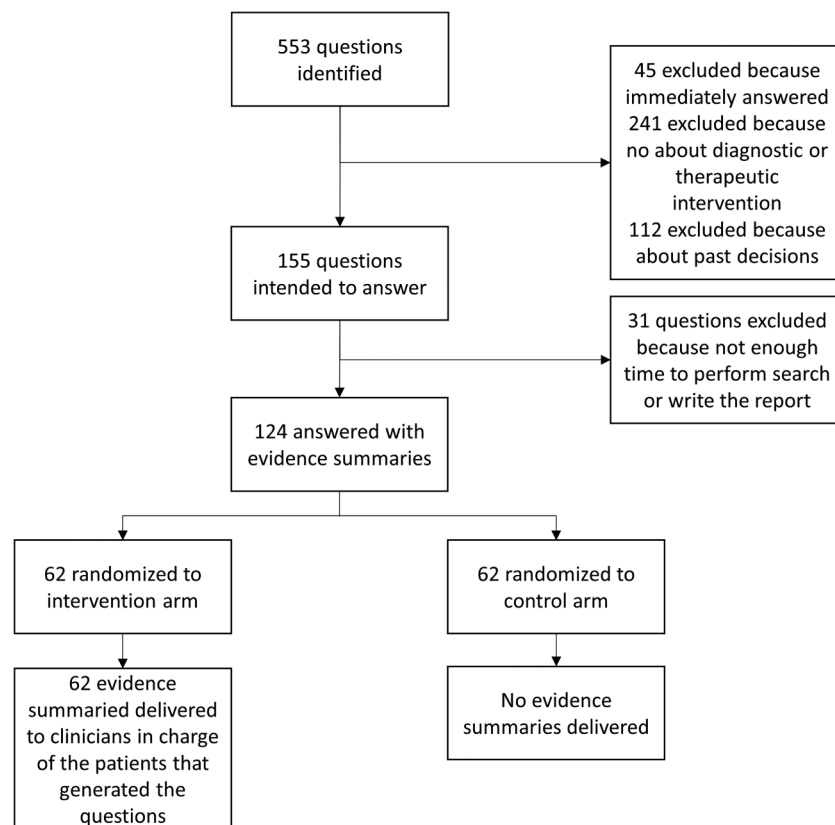 553 questions
identified
45 excluded because
immediately answered
241 excluded because
no about diagnostic or
therapeutic
intervention
112 excluded because
about past decisions
155 questions
intended to answer
31 questions excluded
because not enough
time to perform search
or write the report
124 answered with
evidence summaries
62 randomized to
intervention arm
62 randomized to
control arm
62 evidence
summaried delivered
to clinicians in charge
of the patients that
generated the
questions
No evidence
summaries delivered